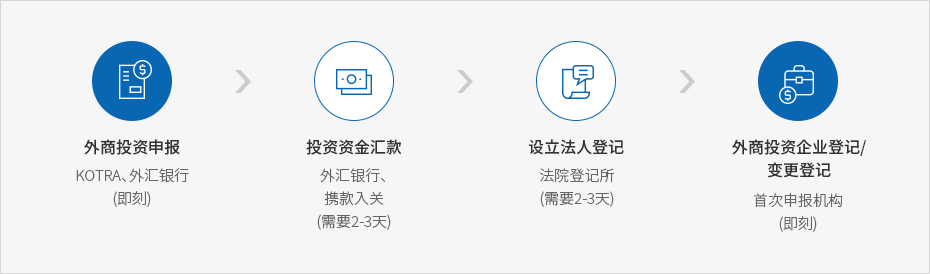 外商投资申报
KOTRA、外汇银行
(即刻)
投资资金汇款
外汇银行、
携款入关
(需要2-3天)
设立法人登记
法院登记所
(需要2-3天)
外商投资企业登记/
变更登记
首次申报机构
(即刻)